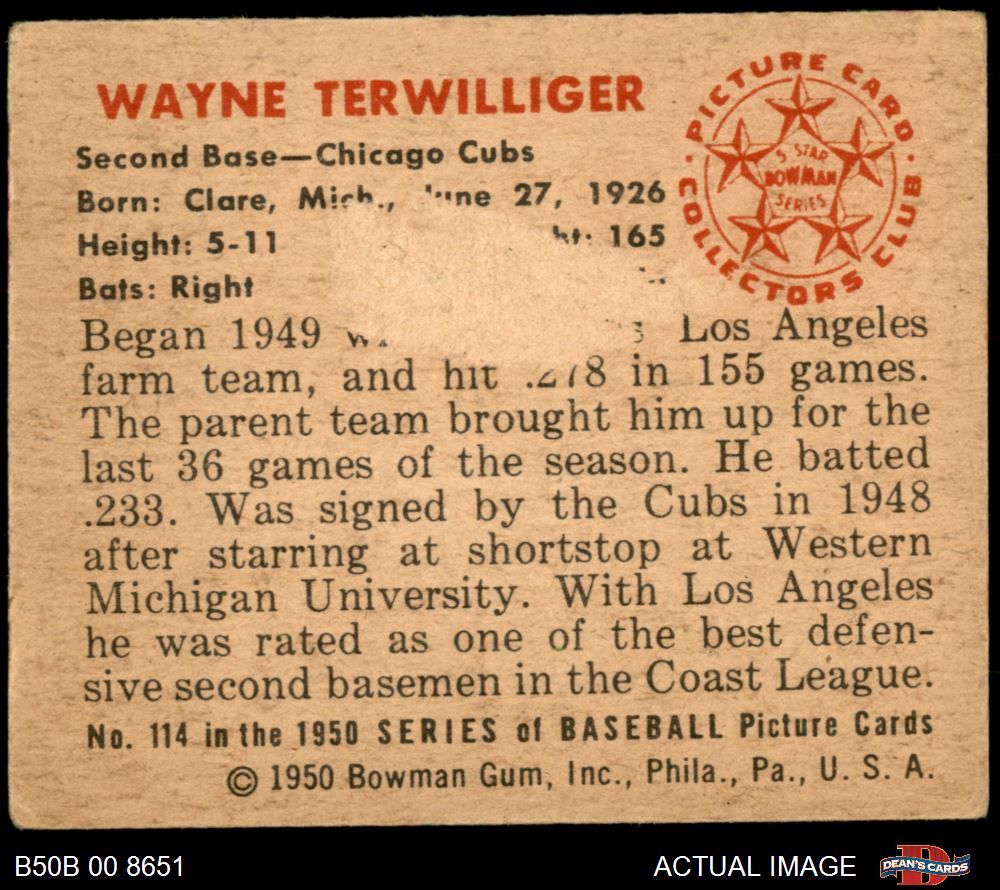 WAYNE TERWILLIGER
PICTURE CARD COLLECTORS CLUB
5 STAR
BOWMAN
SERIES
Second Base—Chicago Cubs
Born: Clare, Mich., June 27, 1926
Height: 5-11 165
Bats: Right
Began 1949 Los Angeles
farm team, and hit .278 in 155 games.
The parent team brought him up for the
last 36 games of the season. He batted
.233. Was signed by the Cubs in 1948
after starring at shortstop at Western
Michigan University. With Los Angeles
he was rated as one of the best defen-
sive second basemen in the Coast League.
No. 114 in the 1950 SERIES of BASEBALL Picture Cards
© 1950 Bowman Gum, Inc., Phila., Pa., U. S. A.
B50B 00 8651
ACTUAL IMAGE
DEAN'S CARDS